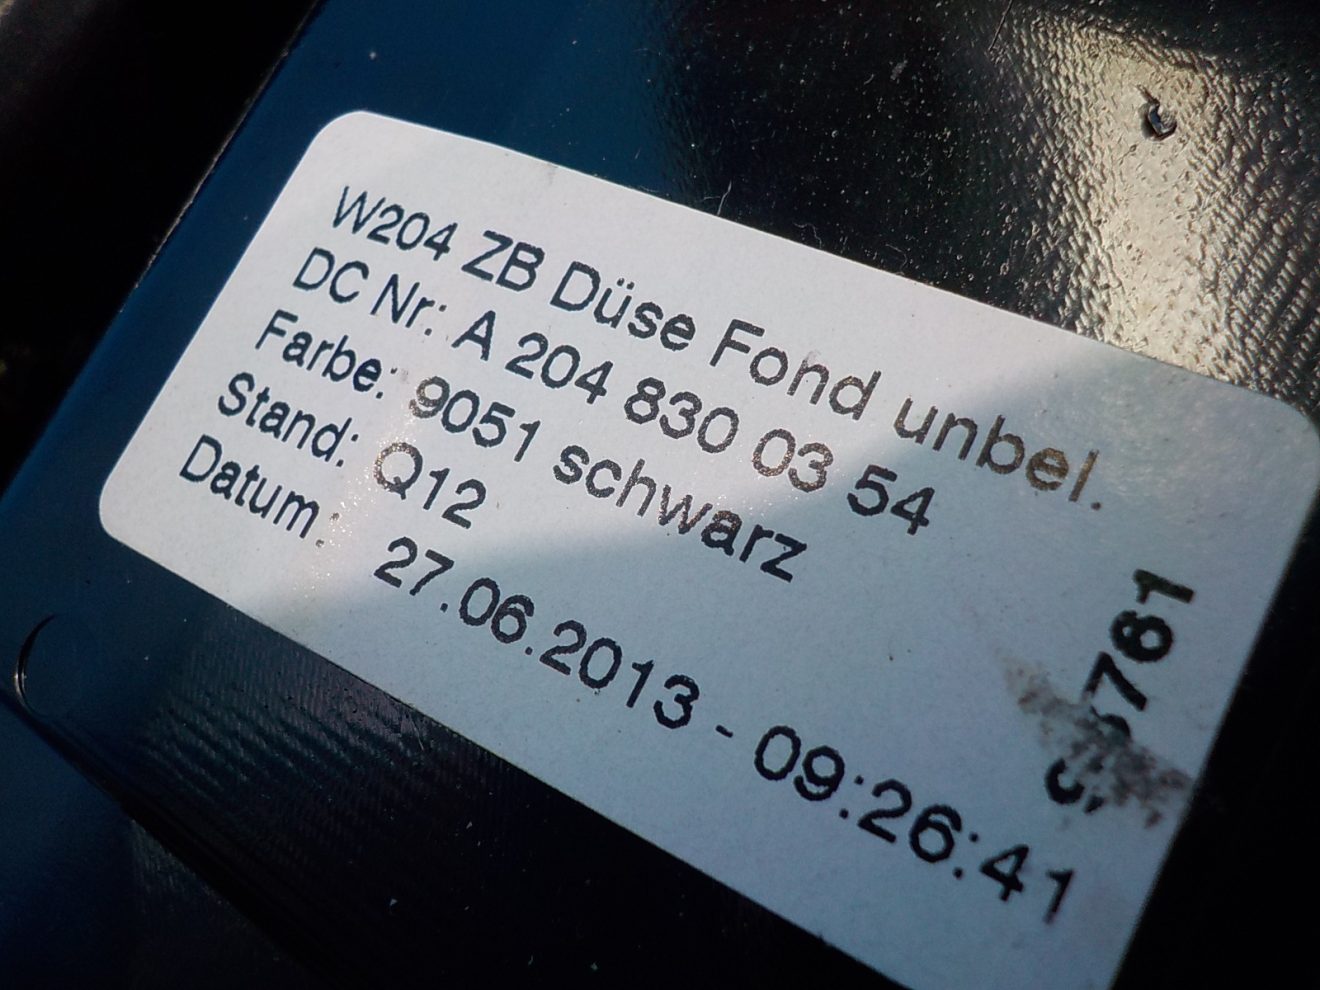 W204 ZB Düse Fond unbel.
DC Nr: A 204 830 03 54
Farbe: 9051 schwarz
Stand: Q12
Datum: 27.06.2013 - 09:26:41